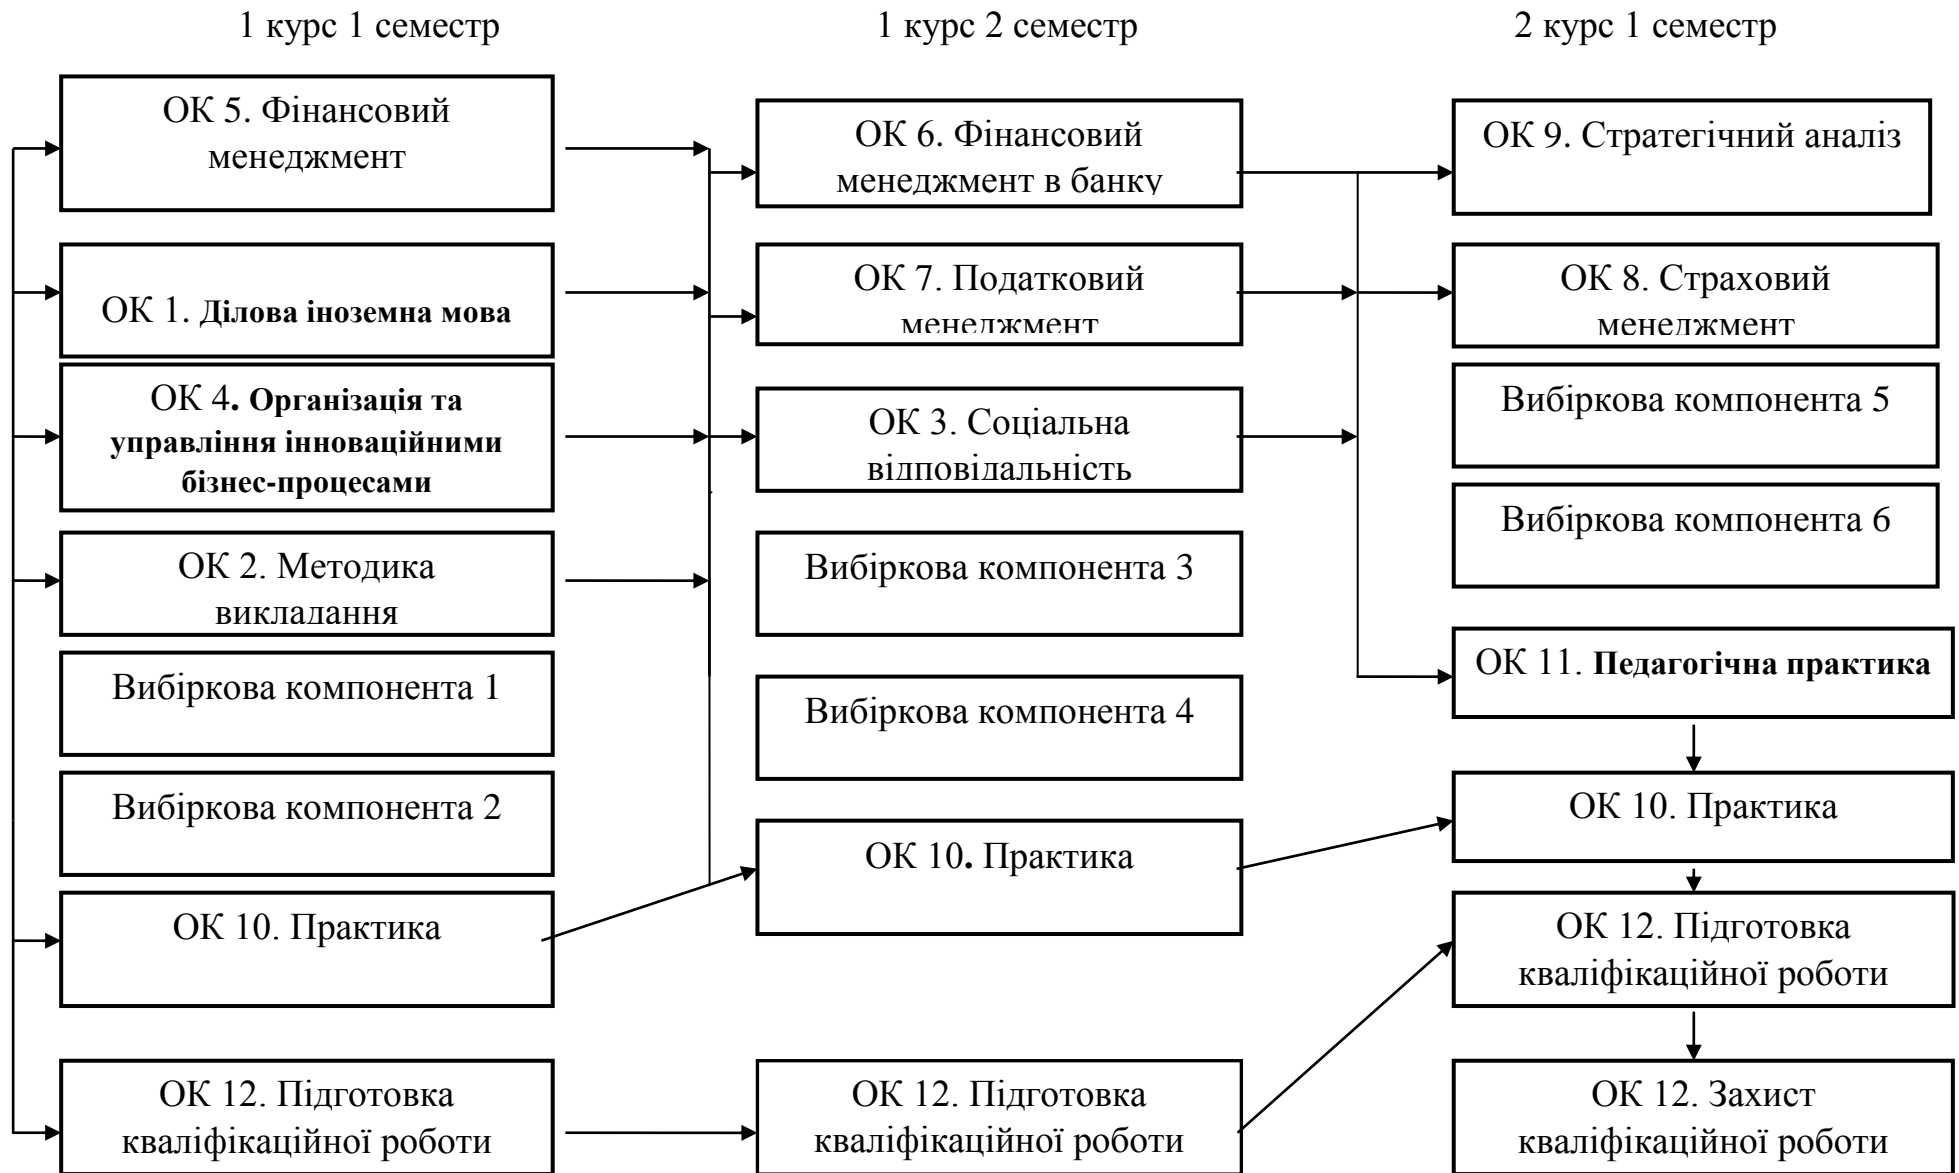 1 курс 1 семестр
1 курс 2 семестр
2 курс 1 семестр
ОК 5. Фінансовий
менеджмент
ОК 1. Ділова іноземна мова
ОК 4. Організація та
управління інноваційними
бізнес-процесами
ОК 2. Методика
викладання
Вибіркова компонента 1
Вибіркова компонента 2
ОК 10. Практика
ОК 12. Підготовка
кваліфікаційної роботи
ОК 6. Фінансовий
менеджмент в банку
ОК 7. Податковий
менеджмент
ОК 3. Соціальна
відповідальність
Вибіркова компонента 3
Вибіркова компонента 4
ОК 10. Практика
ОК 12. Підготовка
кваліфікаційної роботи
ОК 9. Стратегічний аналіз
ОК 8. Страховий
менеджмент
Вибіркова компонента 5
Вибіркова компонента 6
ОК 11. Педагогічна практика
ОК 10. Практика
ОК 12. Підготовка
кваліфікаційної роботи
ОК 12. Захист
кваліфікаційної роботи